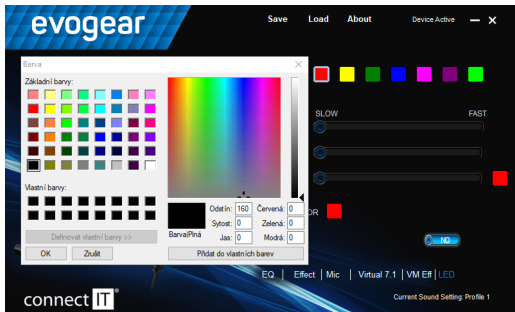 evogear
Save Load About Device Active
Barva
Základní barvy:
SLOW FAST
Vlastní barvy:
Odstín: 160 Červená: 0
Sytost: 0 Zelená: 0
Barva|Plná Jas: 0 Modrá: 0
Definovat vlastní barvy >>
OK Zrušit Přidat do vlastních barev
OR
NO
EQ | Effect | Mic | Virtual 7.1 | VM Eff | LED
connect IT
Current Sound Setting: Profile 1